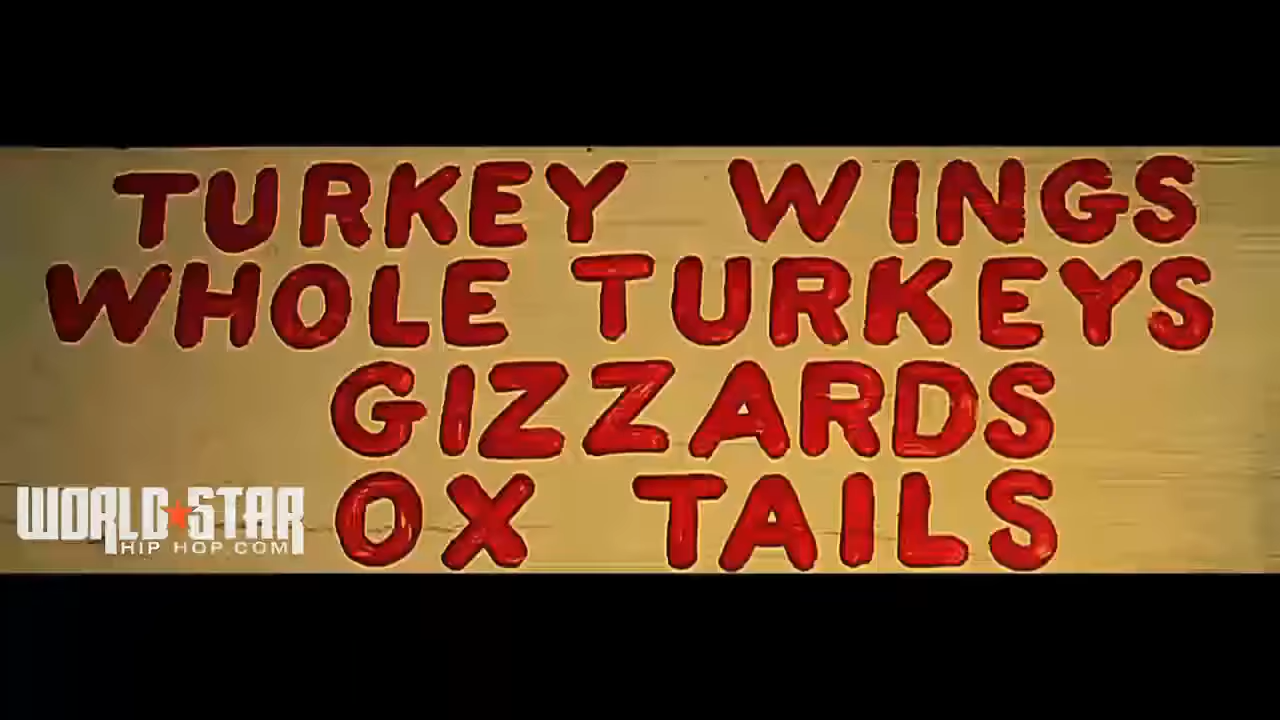 TURKEY WINGS
WHOLE TURKEYS
GIZZARDS
OX TAILS
WORLD★STAR
HIP HOP.COM